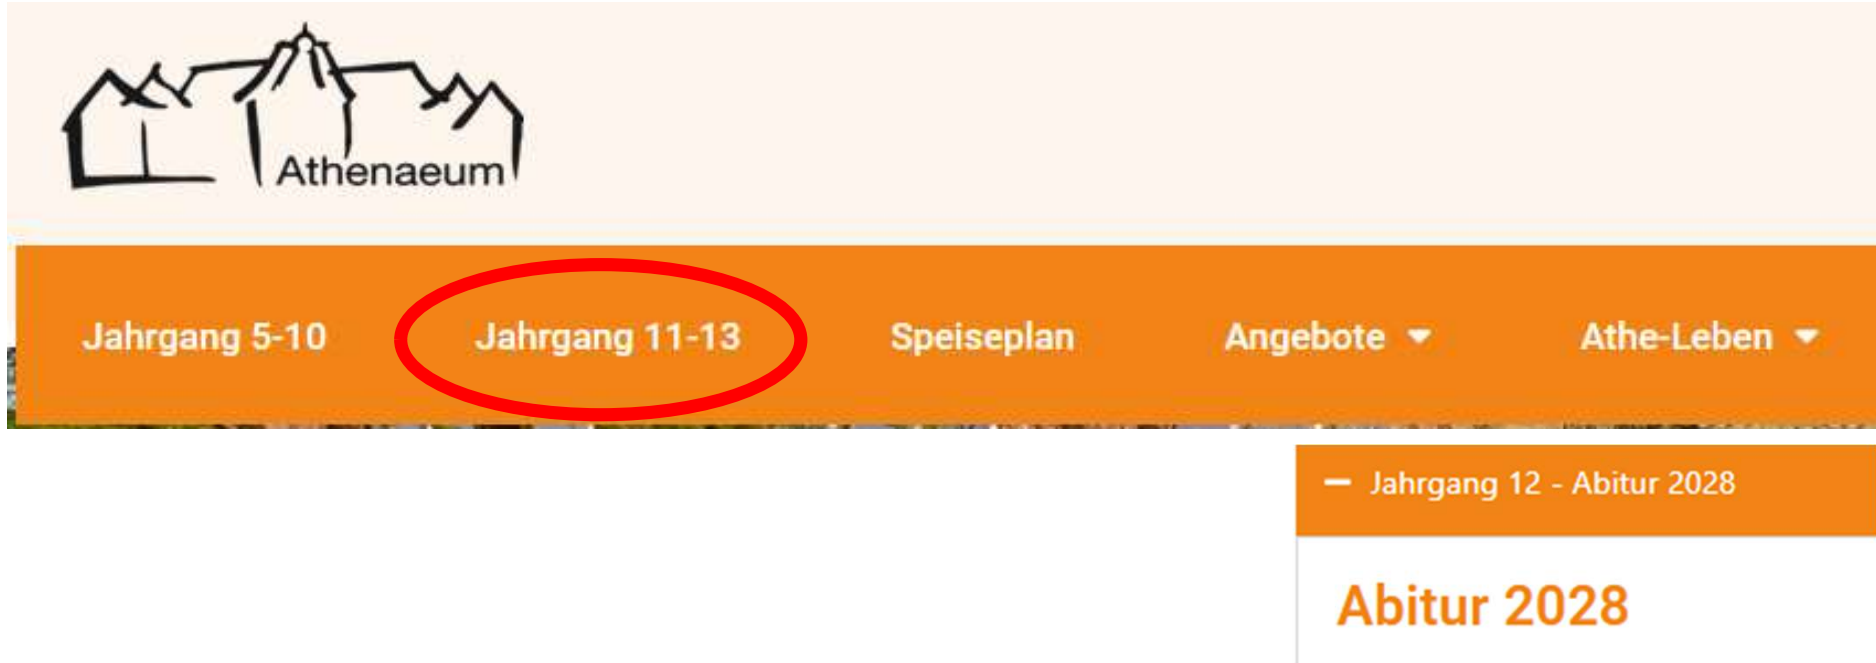 Athenaeum
Jahrgang 5-10 Jahrgang 11-13 Speiseplan Angebote Athe-Leben
Jahrgang 12 - Abitur 2028
Abitur 2028